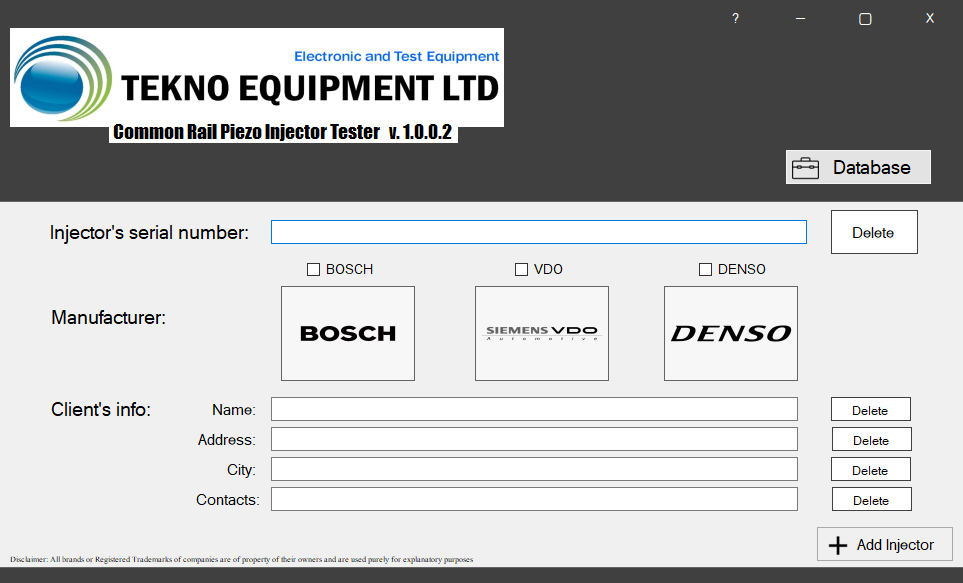 ? – ▢ X
Electronic and Test Equipment
TEKNO EQUIPMENT LTD
Common Rail Piezo Injector Tester v. 1.0.0.2
Database
Injector's serial number:
Delete
BOSCH
VDO
DENSO
Manufacturer:
BOSCH
SIEMENS VDO
Automotive
DENSO
Client's info:
Name:
Delete
Address:
Delete
City:
Delete
Contacts:
Delete
Add Injector
Disclaimer: All brands or Registered Trademarks of companies are of property of their owners and are used purely for explanatory purposes